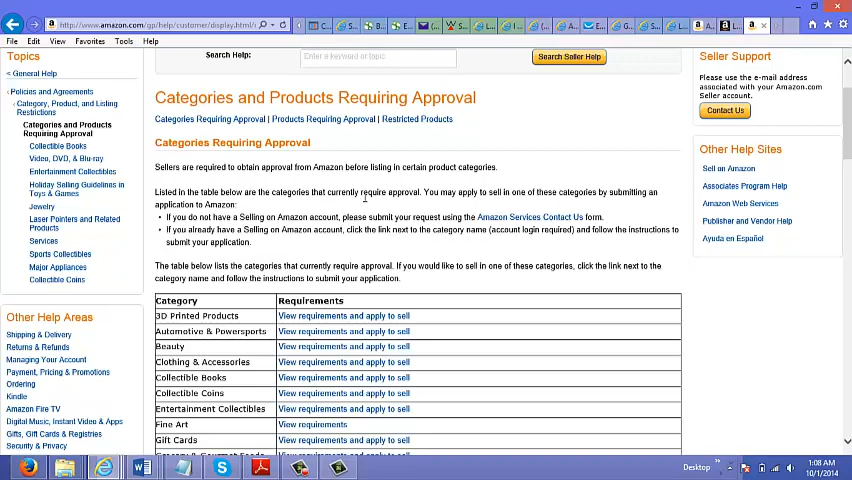 http://www.amazon.com/gp/help/customer/display.html/
File Edit View Favorites Tools Help
Topics
< General Help
‹ Policies and Agreements
‹ Category, Product, and Listing
Restrictions
Categories and Products
Requiring Approval
Collectible Books
Video, DVD, & Blu-ray
Entertainment Collectibles
Holiday Selling Guidelines in
Toys & Games
Jewelry
Laser Pointers and Related
Products
Services
Sports Collectibles
Major Appliances
Collectible Coins
Other Help Areas
Shipping & Delivery
Returns & Refunds
Managing Your Account
Payment, Pricing & Promotions
Ordering
Kindle
Amazon Fire TV
Digital Music, Instant Video & Apps
Gifts, Gift Cards & Registries
Security & Privacy
Search Help:
Enter a keyword or topic
Search Seller Help
Categories and Products Requiring Approval
Categories Requiring Approval | Products Requiring Approval | Restricted Products
Categories Requiring Approval
Sellers are required to obtain approval from Amazon before listing in certain product categories.
Listed in the table below are the categories that currently require approval. You may apply to sell in one of these categories by submitting an
application to Amazon:
• If you do not have a Selling on Amazon account, please submit your request using the Amazon Services Contact Us form.
• If you already have a Selling on Amazon account, click the link next to the category name (account login required) and follow the instructions to
submit your application.
The table below lists the categories that currently require approval. If you would like to sell in one of these categories, click the link next to the
category name and follow the instructions to submit your application.
Category Requirements
3D Printed Products View requirements and apply to sell
Automotive & Powersports View requirements and apply to sell
Beauty View requirements and apply to sell
Clothing & Accessories View requirements and apply to sell
Collectible Books View requirements and apply to sell
Collectible Coins View requirements and apply to sell
Entertainment Collectibles View requirements and apply to sell
Fine Art View requirements
Gift Cards View requirements and apply to sell
Seller Support
Please use the e-mail address
associated with your Amazon.com
Seller account.
Contact Us
Other Help Sites
Sell on Amazon
Associates Program Help
Amazon Web Services
Publisher and Vendor Help
Ayuda en Español
Desktop
1:08 AM
10/1/2014